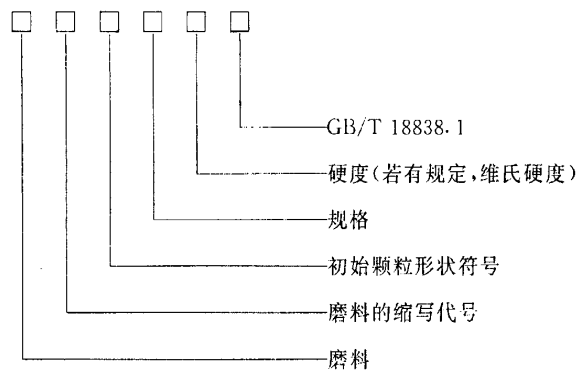 GB/T 18838.1
硬度(若有规定,维氏硬度)
规格
初始颗粒形状符号
磨料的缩写代号
磨料